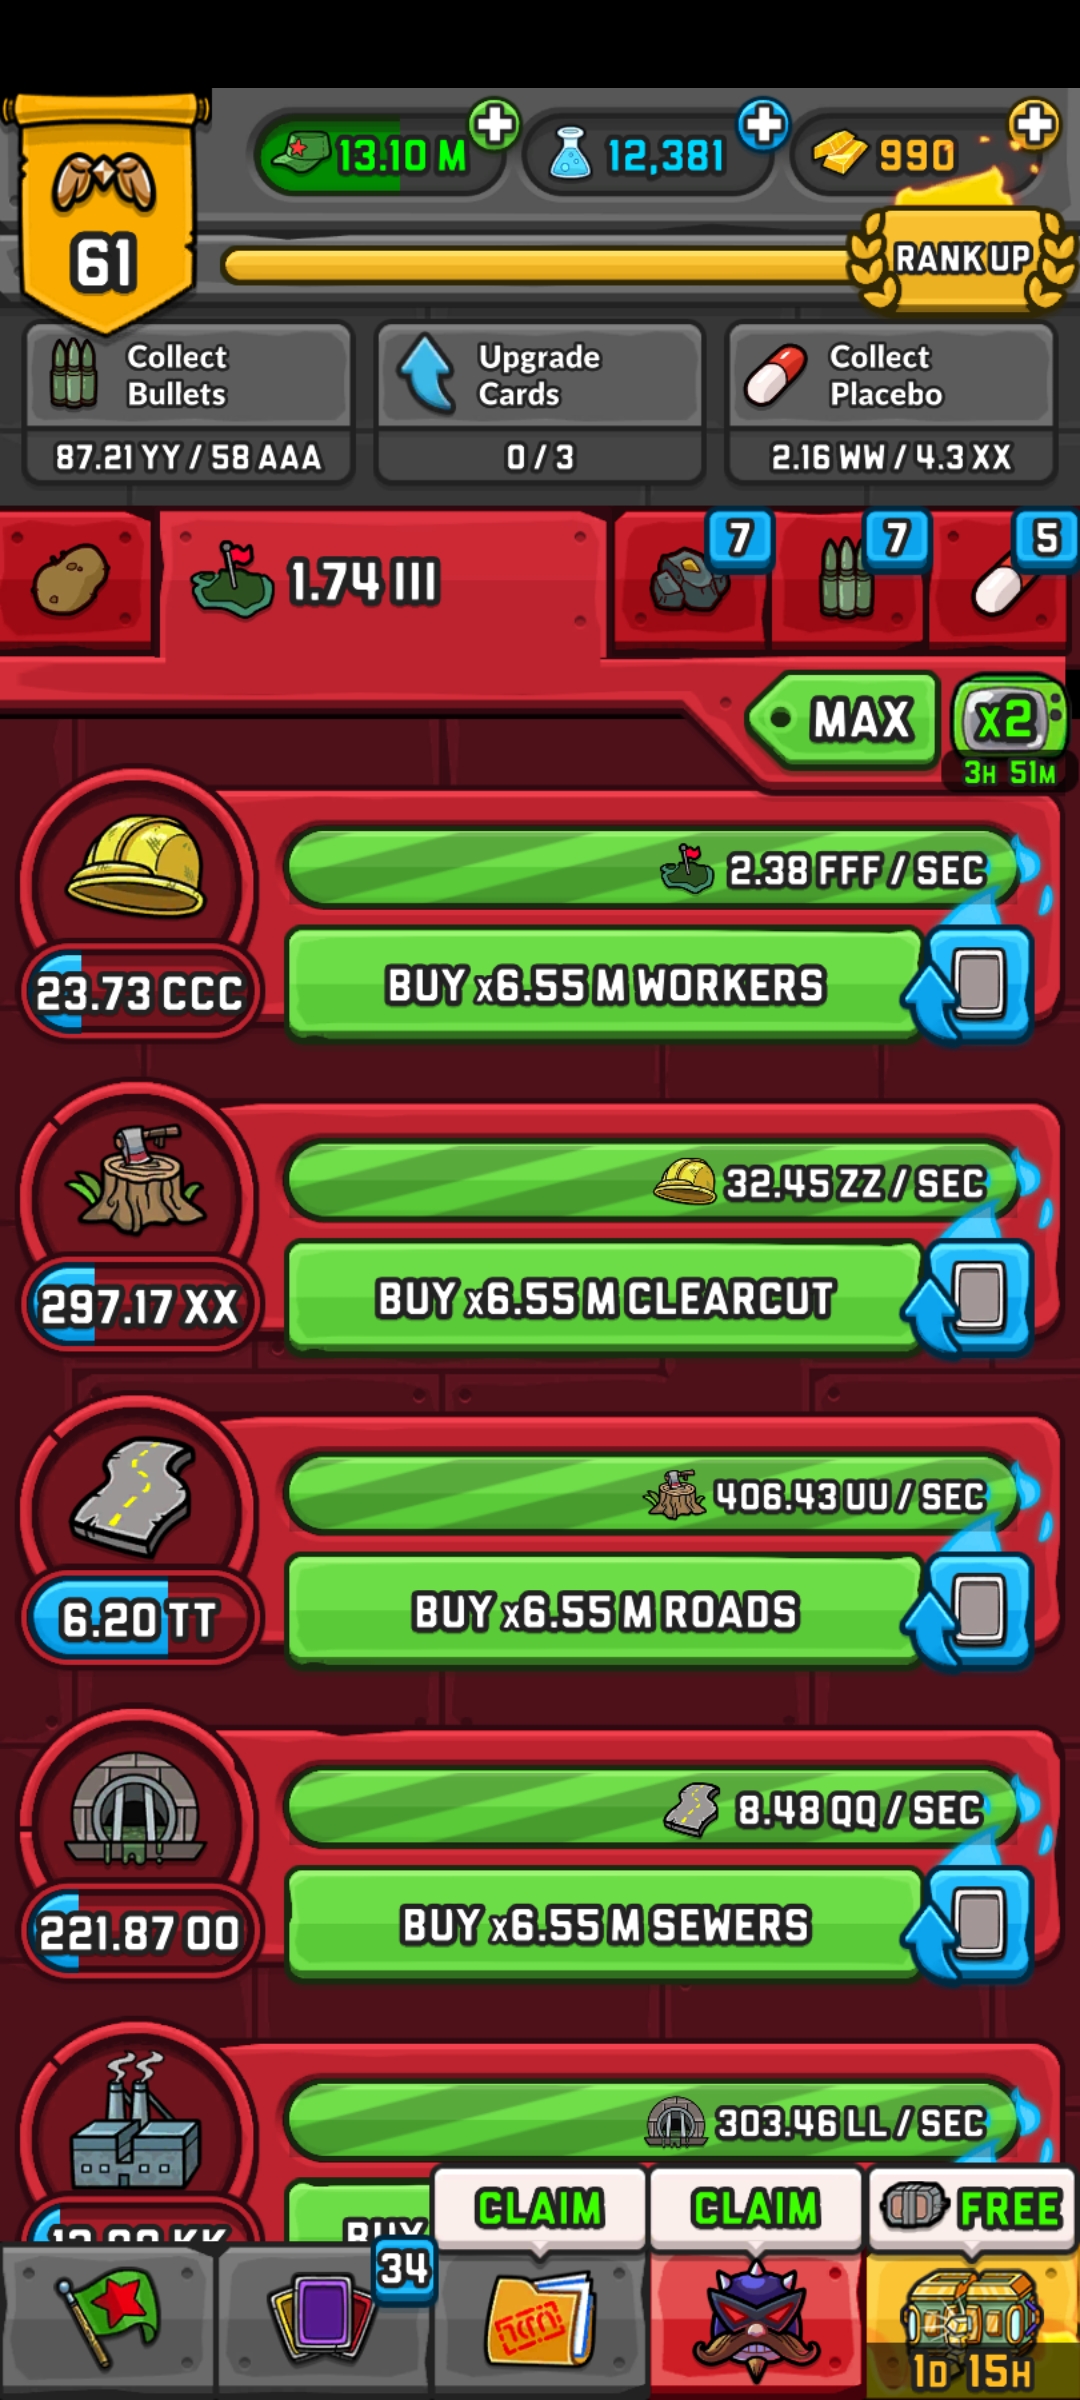 13.10 M
12,381
990
61
RANK UP
Collect
Bullets
87.21 YY / 58 AAA
Upgrade
Cards
0 / 3
Collect
Placebo
2.16 WW / 4.3 XX
1.74 III
7
7
5
MAX
x2
3H 51M
2.38 FFF / SEC
23.73 CCC
BUY x6.55 M WORKERS
32.45 ZZ / SEC
297.17 XX
BUY x6.55 M CLEARCUT
406.43 UU / SEC
6.20 TT
BUY x6.55 M ROADS
8.48 QQ / SEC
221.87 OO
BUY x6.55 M SEWERS
303.46 LL / SEC
BUY
CLAIM
CLAIM
FREE
34
1D 15H